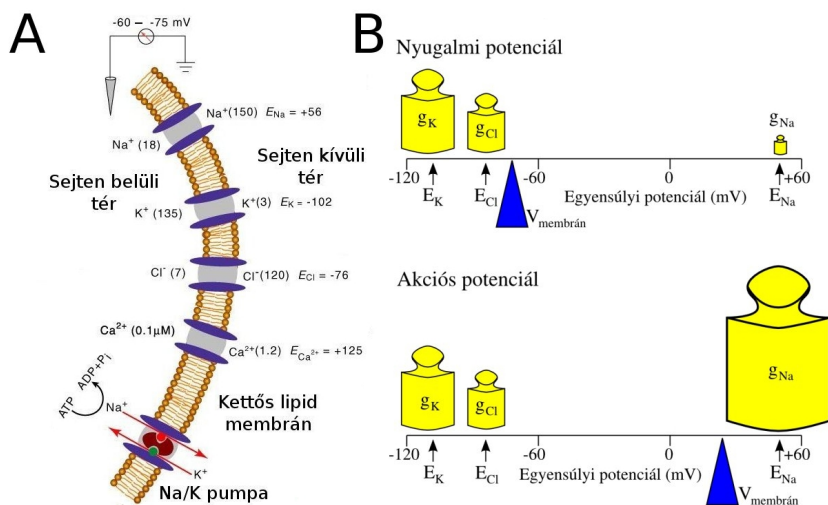 A
-60 – -75 mV
Na⁺(150) E_Na = +56
Na⁺ (18)
Sejten kívüli
tér
Sejten belüli
tér
K⁺(3) E_K = -102
K⁺ (135)
Cl⁻ (7)
Cl⁻(120) E_Cl = -76
Ca²⁺ (0.1µM)
Ca²⁺(1.2) E_Ca²⁺ = +125
ATP
ADP+Pi
Na⁺
Kettős lipid
membrán
K⁺
Na/K pumpa
B
Nyugalmi potenciál
g_K
g_Cl
g_Na
-120 -60 0 +60
E_K E_Cl Egyensúlyi potenciál (mV) E_Na
V_membrán
Akciós potenciál
g_K
g_Cl
g_Na
-120 -60 0 +60
E_K E_Cl Egyensúlyi potenciál (mV) E_Na
V_membrán